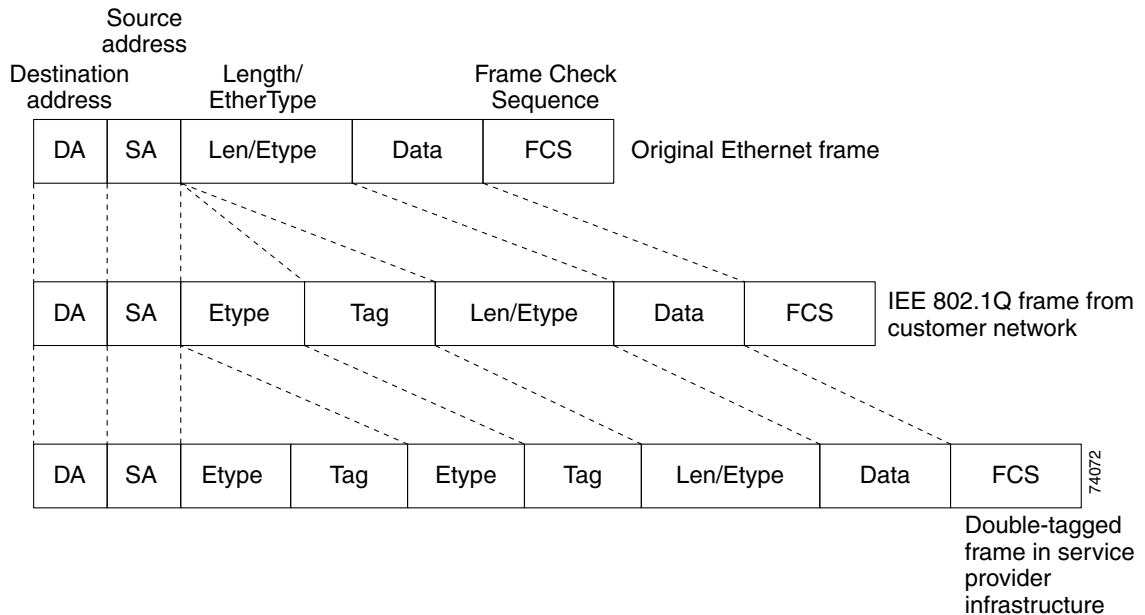 Source
address
Destination
address
Length/
EtherType
Frame Check
Sequence
DA SA Len/Etype Data FCS Original Ethernet frame
DA SA Etype Tag Len/Etype Data FCS
IEE 802.1Q frame from
customer network
DA SA Etype Tag Etype Tag Len/Etype Data FCS
74072
Double-tagged
frame in service
provider
infrastructure